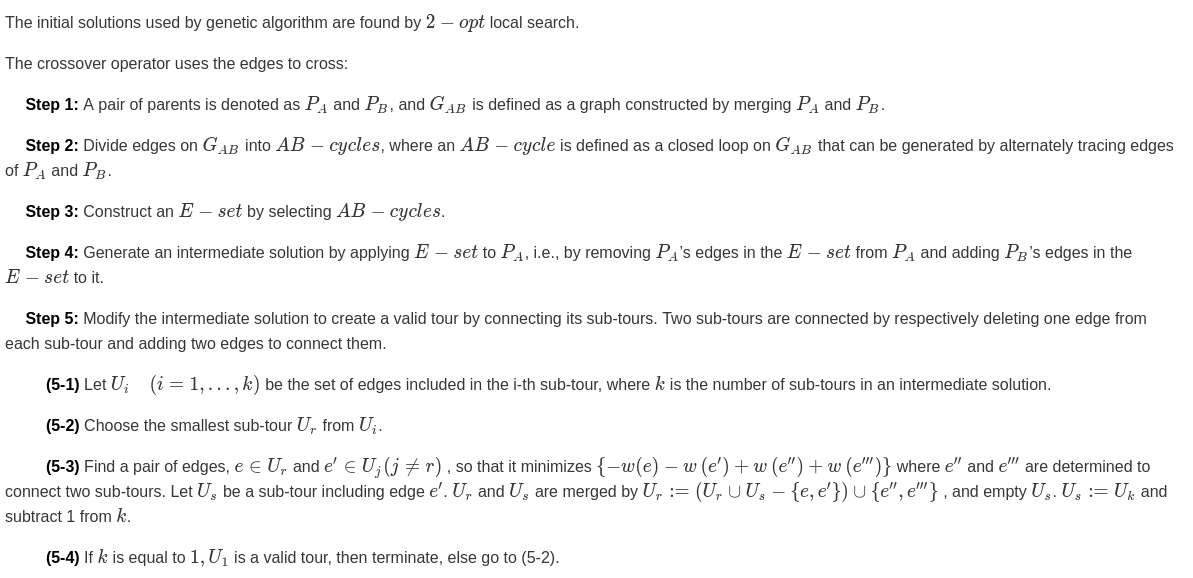 The initial solutions used by genetic algorithm are found by 2 − opt local search.
The crossover operator uses the edges to cross:
Step 1: A pair of parents is denoted as P_A and P_B, and G_AB is defined as a graph constructed by merging P_A and P_B.
Step 2: Divide edges on G_AB into AB − cycles, where an AB − cycle is defined as a closed loop on G_AB that can be generated by alternately tracing edges
of P_A and P_B.
Step 3: Construct an E − set by selecting AB − cycles.
Step 4: Generate an intermediate solution by applying E − set to P_A, i.e., by removing P_A's edges in the E − set from P_A and adding P_B's edges in the
E − set to it.
Step 5: Modify the intermediate solution to create a valid tour by connecting its sub-tours. Two sub-tours are connected by respectively deleting one edge from
each sub-tour and adding two edges to connect them.
(5-1) Let U_i (i = 1, . . . , k) be the set of edges included in the i-th sub-tour, where k is the number of sub-tours in an intermediate solution.
(5-2) Choose the smallest sub-tour U_r from U_i.
(5-3) Find a pair of edges, e ∈ U_r and e′ ∈ U_j(j ≠ r) , so that it minimizes {−w(e) − w (e′) + w (e″) + w (e‴)} where e″ and e‴ are determined to
connect two sub-tours. Let U_s be a sub-tour including edge e′. U_r and U_s are merged by U_r := (U_r ∪ U_s − {e, e′}) ∪ {e″, e‴} , and empty U_s. U_s := U_k and
subtract 1 from k.
(5-4) If k is equal to 1, U_1 is a valid tour, then terminate, else go to (5-2).